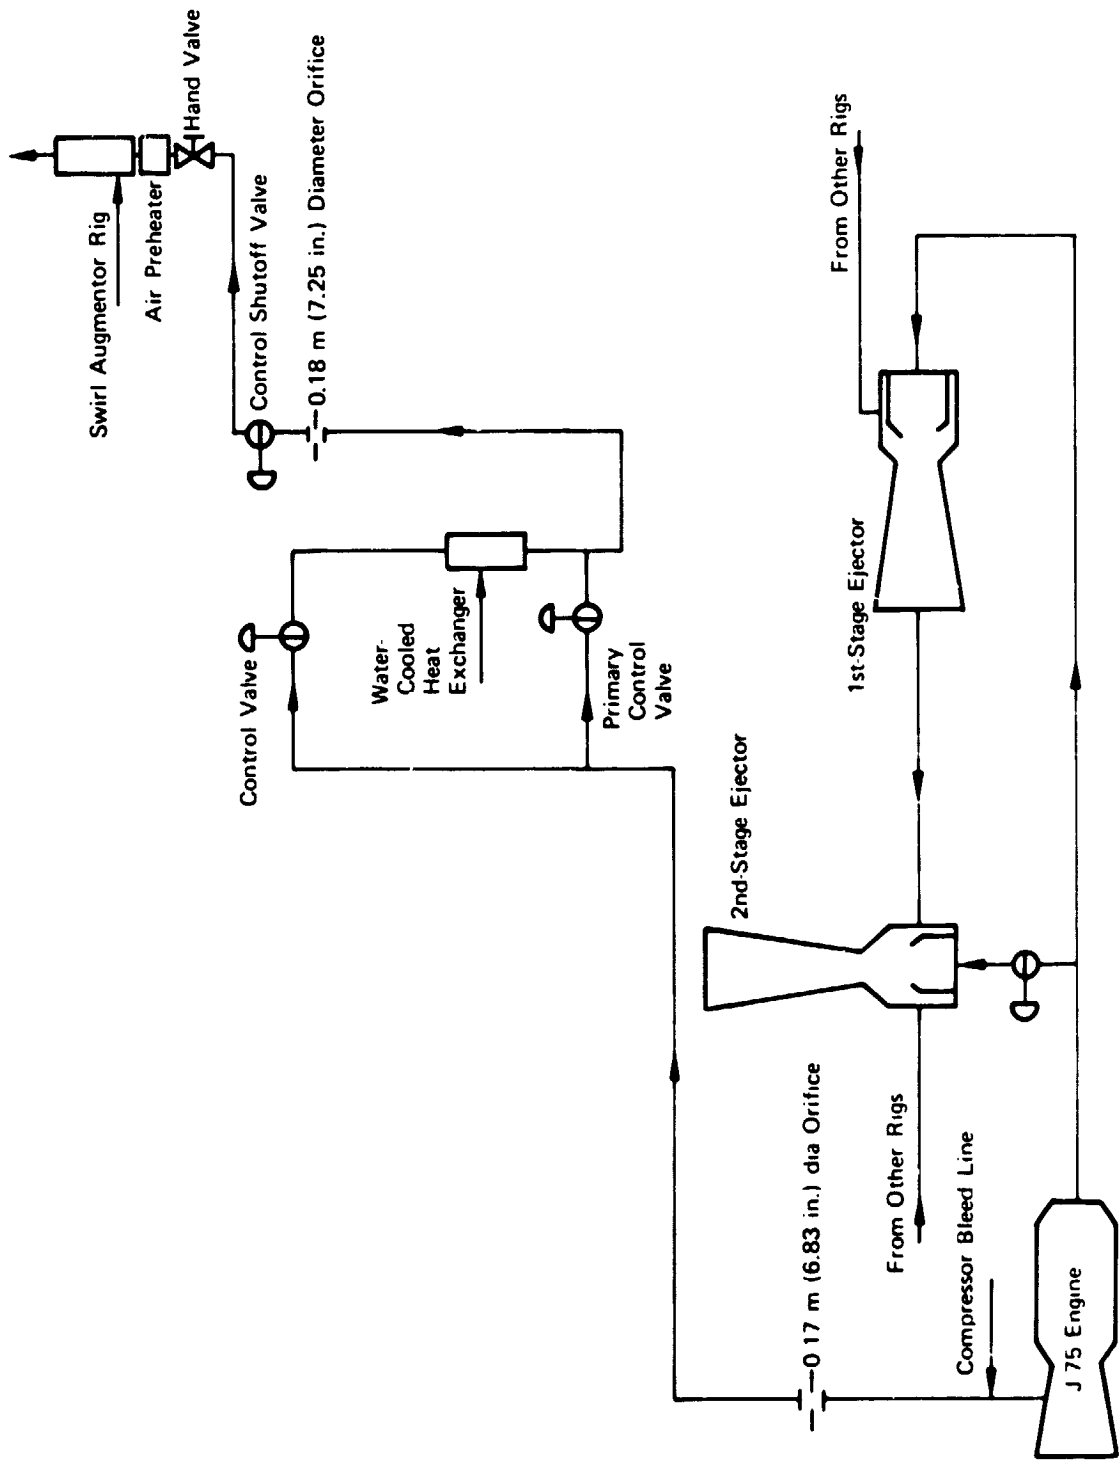 Swirl Augmentor Rig
Air Preheater
Hand Valve
Control Shutoff Valve
0.18 m (7.25 in.) Diameter Orifice
Control Valve
Water-
Cooled
Heat
Exchanger
Primary
Control
Valve
From Other Rigs
1st-Stage Ejector
2nd-Stage Ejector
0 17 m (6.83 in.) dia Orifice
From Other Rigs
Compressor Bleed Line
J 75 Engine